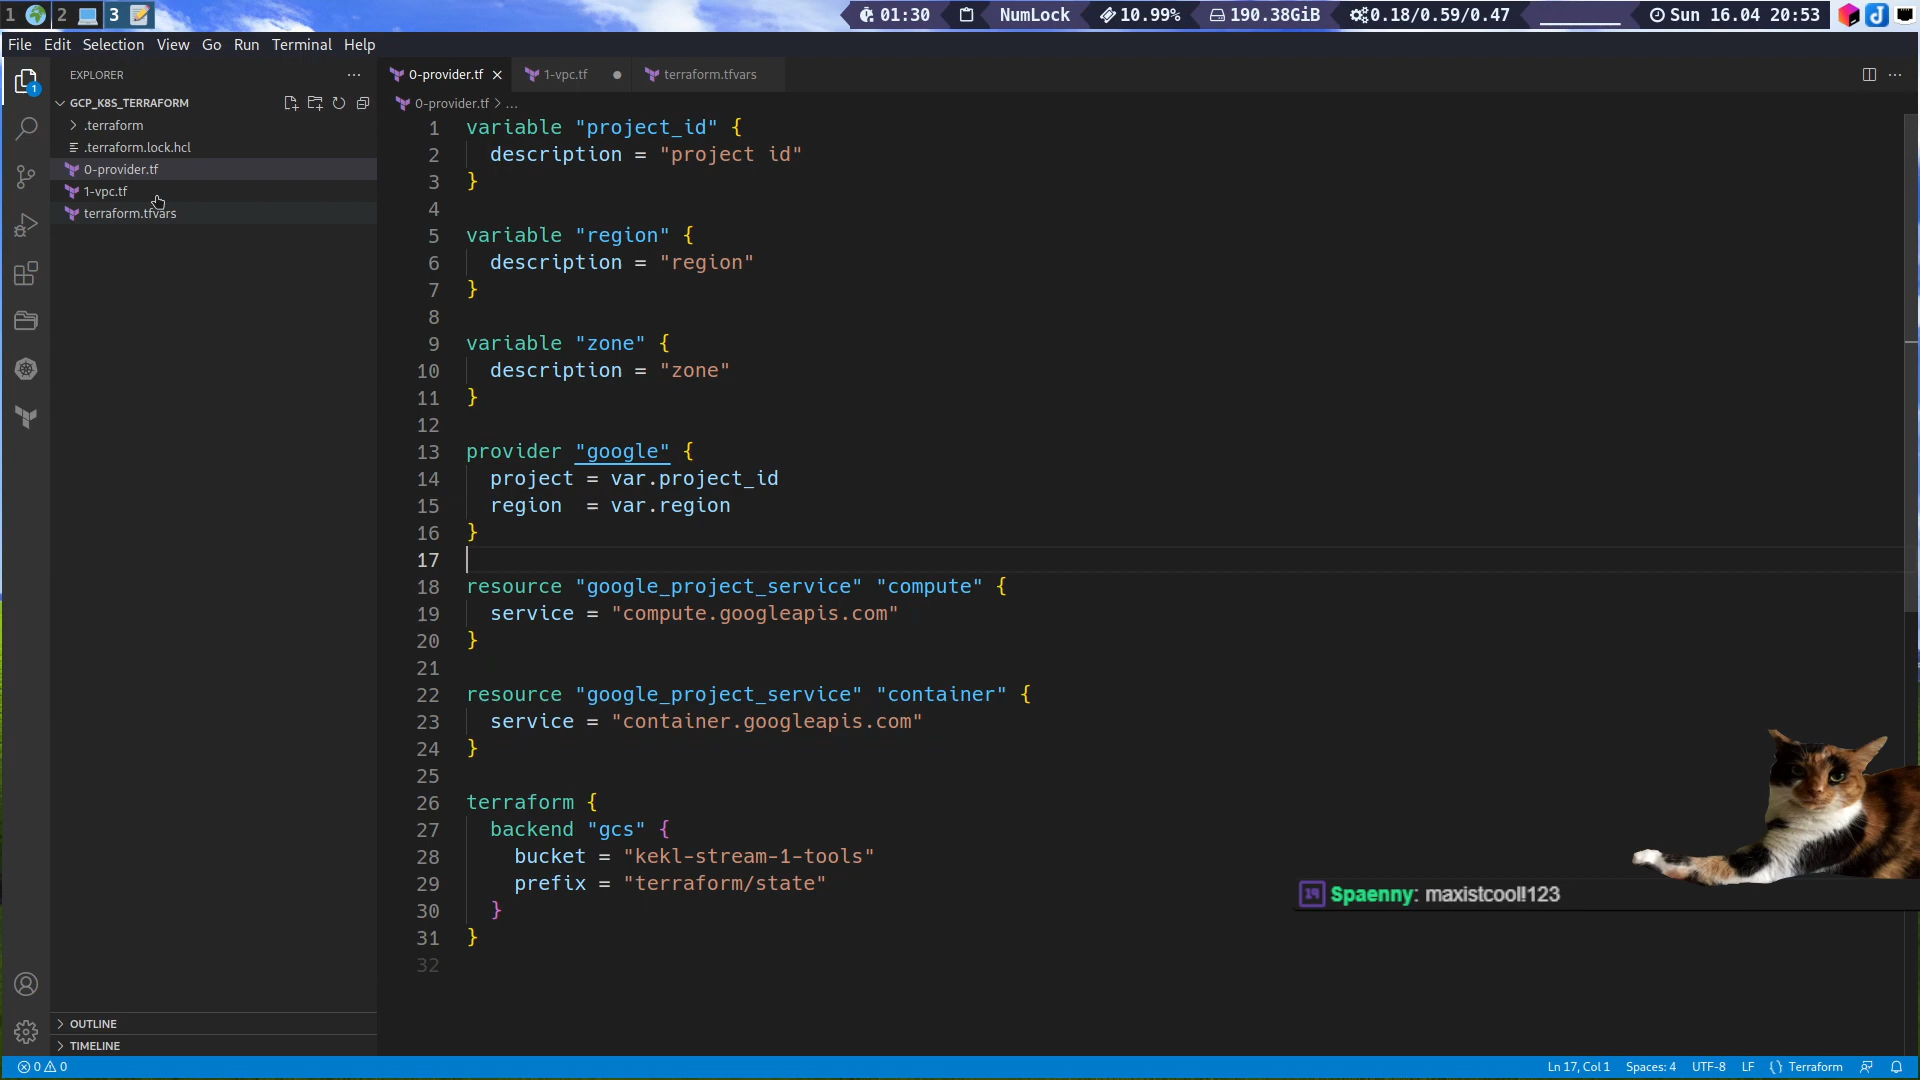 1 2 3 01:30 NumLock 10.99% 190.38GiB 0.18/0.59/0.47 Sun 16.04 20:53
File Edit Selection View Go Run Terminal Help
EXPLORER
1
GCP_K8S_TERRAFORM
.terraform
.terraform.lock.hcl
0-provider.tf
1-vpc.tf
terraform.tfvars
OUTLINE
TIMELINE
0-provider.tf 1-vpc.tf terraform.tfvars
0-provider.tf > ...
1 variable "project_id" {
2 description = "project id"
3 }
4
5 variable "region" {
6 description = "region"
7 }
8
9 variable "zone" {
10 description = "zone"
11 }
12
13 provider "google" {
14 project = var.project_id
15 region  = var.region
16 }
17
18 resource "google_project_service" "compute" {
19 service = "compute.googleapis.com"
20 }
21
22 resource "google_project_service" "container" {
23 service = "container.googleapis.com"
24 }
25
26 terraform {
27 backend "gcs" {
28 bucket = "kekl-stream-1-tools"
29 prefix = "terraform/state"
30 }
31 }
32
19 Spaenny: maxistcool!123
0 0 Ln 17, Col 1 Spaces: 4 UTF-8 LF {} Terraform